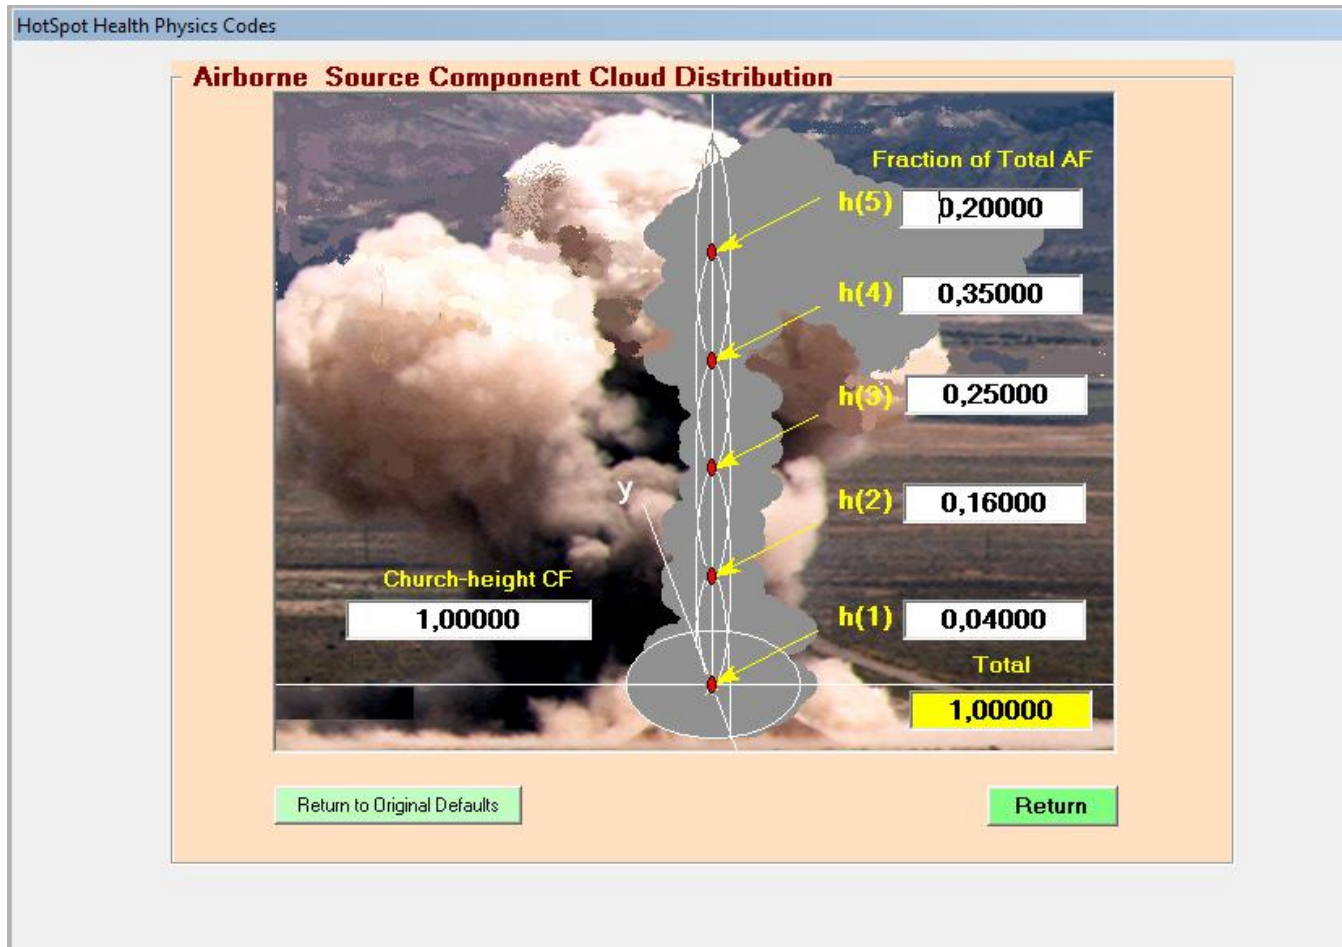 HotSpot Health Physics Codes
Airborne Source Component Cloud Distribution
Fraction of Total AF
h(5) 0,20000
h(4) 0,35000
h(3) 0,25000
y
h(2) 0,16000
Church-height CF
1,00000
h(1) 0,04000
Total
1,00000
Return to Original Defaults
Return